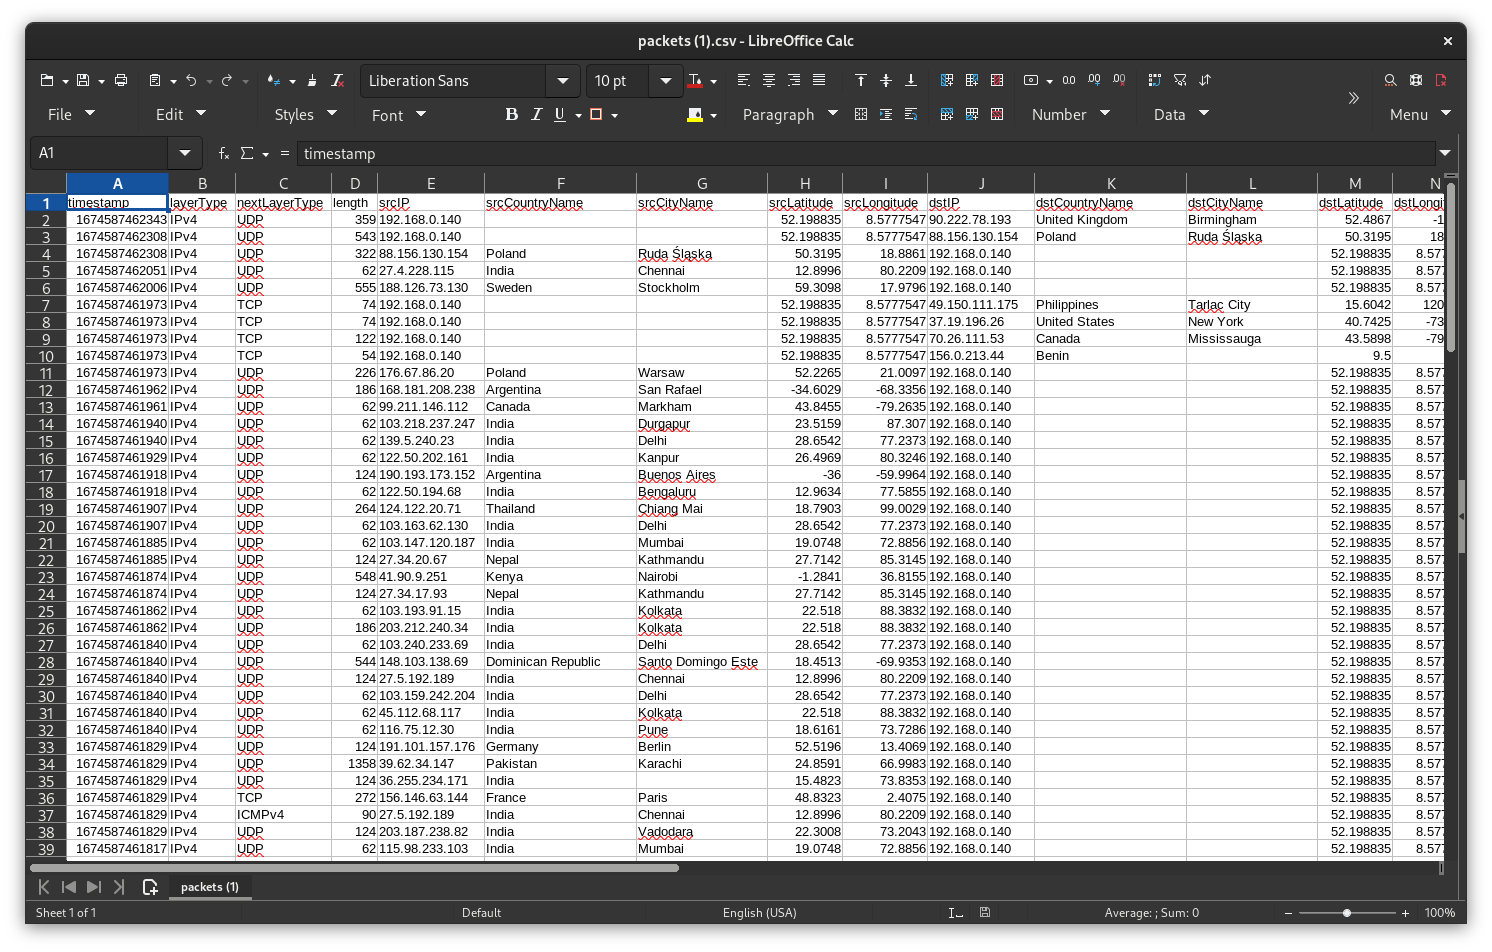 packets (1).csv - LibreOffice Calc
Liberation Sans 10 pt
File Edit Styles Font B I U Paragraph Number Data Menu
A1 = timestamp
A B C D E F G H I J K L M N
1 timestamp layerType nextLayerType length srcIP srcCountryName srcCityName srcLatitude srcLongitude dstIP dstCountryName dstCityName dstLatitude dstLongi
2 1674587462343 IPv4 UDP 359 192.168.0.140 52.198835 8.5777547 90.222.78.193 United Kingdom Birmingham 52.4867 -1
3 1674587462308 IPv4 UDP 543 192.168.0.140 52.198835 8.5777547 88.156.130.154 Poland Ruda Śląska 50.3195 18
4 1674587462308 IPv4 UDP 322 88.156.130.154 Poland Ruda Śląska 50.3195 18.8861 192.168.0.140 52.198835 8.577
5 1674587462051 IPv4 UDP 62 27.4.228.115 India Chennai 12.8996 80.2209 192.168.0.140 52.198835 8.577
6 1674587462006 IPv4 UDP 555 188.126.73.130 Sweden Stockholm 59.3098 17.9796 192.168.0.140 52.198835 8.577
7 1674587461973 IPv4 TCP 74 192.168.0.140 52.198835 8.5777547 49.150.111.175 Philippines Tarlac City 15.6042 120
8 1674587461973 IPv4 TCP 74 192.168.0.140 52.198835 8.5777547 37.19.196.26 United States New York 40.7425 -73
9 1674587461973 IPv4 TCP 122 192.168.0.140 52.198835 8.5777547 70.26.111.53 Canada Mississauga 43.5898 -79
10 1674587461973 IPv4 TCP 54 192.168.0.140 52.198835 8.5777547 156.0.213.44 Benin 9.5
11 1674587461973 IPv4 UDP 226 176.67.86.20 Poland Warsaw 52.2265 21.0097 192.168.0.140 52.198835 8.577
12 1674587461962 IPv4 UDP 186 168.181.208.238 Argentina San Rafael -34.6029 -68.3356 192.168.0.140 52.198835 8.577
13 1674587461961 IPv4 UDP 62 99.211.146.112 Canada Markham 43.8455 -79.2635 192.168.0.140 52.198835 8.577
14 1674587461940 IPv4 UDP 62 103.218.237.247 India Durgapur 23.5159 87.307 192.168.0.140 52.198835 8.577
15 1674587461940 IPv4 UDP 62 139.5.240.23 India Delhi 28.6542 77.2373 192.168.0.140 52.198835 8.577
16 1674587461929 IPv4 UDP 62 122.50.202.161 India Kanpur 26.4969 80.3246 192.168.0.140 52.198835 8.577
17 1674587461918 IPv4 UDP 124 190.193.173.152 Argentina Buenos Aires -36 -59.9964 192.168.0.140 52.198835 8.577
18 1674587461918 IPv4 UDP 62 122.50.194.68 India Bengaluru 12.9634 77.5855 192.168.0.140 52.198835 8.577
19 1674587461907 IPv4 UDP 264 124.122.20.71 Thailand Chiang Mai 18.7903 99.0029 192.168.0.140 52.198835 8.577
20 1674587461907 IPv4 UDP 62 103.163.62.130 India Delhi 28.6542 77.2373 192.168.0.140 52.198835 8.577
21 1674587461885 IPv4 UDP 62 103.147.120.187 India Mumbai 19.0748 72.8856 192.168.0.140 52.198835 8.577
22 1674587461885 IPv4 UDP 124 27.34.20.67 Nepal Kathmandu 27.7142 85.3145 192.168.0.140 52.198835 8.577
23 1674587461874 IPv4 UDP 548 41.90.9.251 Kenya Nairobi -1.2841 36.8155 192.168.0.140 52.198835 8.577
24 1674587461874 IPv4 UDP 124 27.34.17.93 Nepal Kathmandu 27.7142 85.3145 192.168.0.140 52.198835 8.577
25 1674587461862 IPv4 UDP 62 103.193.91.15 India Kolkata 22.518 88.3832 192.168.0.140 52.198835 8.577
26 1674587461862 IPv4 UDP 186 203.212.240.34 India Kolkata 22.518 88.3832 192.168.0.140 52.198835 8.577
27 1674587461840 IPv4 UDP 62 103.240.233.69 India Delhi 28.6542 77.2373 192.168.0.140 52.198835 8.577
28 1674587461840 IPv4 UDP 544 148.103.138.69 Dominican Republic Santo Domingo Este 18.4513 -69.9353 192.168.0.140 52.198835 8.577
29 1674587461840 IPv4 UDP 124 27.5.192.189 India Chennai 12.8996 80.2209 192.168.0.140 52.198835 8.577
30 1674587461840 IPv4 UDP 62 103.159.242.204 India Delhi 28.6542 77.2373 192.168.0.140 52.198835 8.577
31 1674587461840 IPv4 UDP 62 45.112.68.117 India Kolkata 22.518 88.3832 192.168.0.140 52.198835 8.577
32 1674587461840 IPv4 UDP 62 116.75.12.30 India Pune 18.6161 73.7286 192.168.0.140 52.198835 8.577
33 1674587461829 IPv4 UDP 124 191.101.157.176 Germany Berlin 52.5196 13.4069 192.168.0.140 52.198835 8.577
34 1674587461829 IPv4 UDP 1358 39.62.34.147 Pakistan Karachi 24.8591 66.9983 192.168.0.140 52.198835 8.577
35 1674587461829 IPv4 UDP 124 36.255.234.171 India 15.4823 73.8353 192.168.0.140 52.198835 8.577
36 1674587461829 IPv4 TCP 272 156.146.63.144 France Paris 48.8323 2.4075 192.168.0.140 52.198835 8.577
37 1674587461829 IPv4 ICMPv4 90 27.5.192.189 India Chennai 12.8996 80.2209 192.168.0.140 52.198835 8.577
38 1674587461829 IPv4 UDP 124 203.187.238.82 India Vadodara 22.3008 73.2043 192.168.0.140 52.198835 8.577
39 1674587461817 IPv4 UDP 62 115.98.233.103 India Mumbai 19.0748 72.8856 192.168.0.140 52.198835 8.577
packets (1)
Sheet 1 of 1 Default English (USA) Average: ; Sum: 0 100%